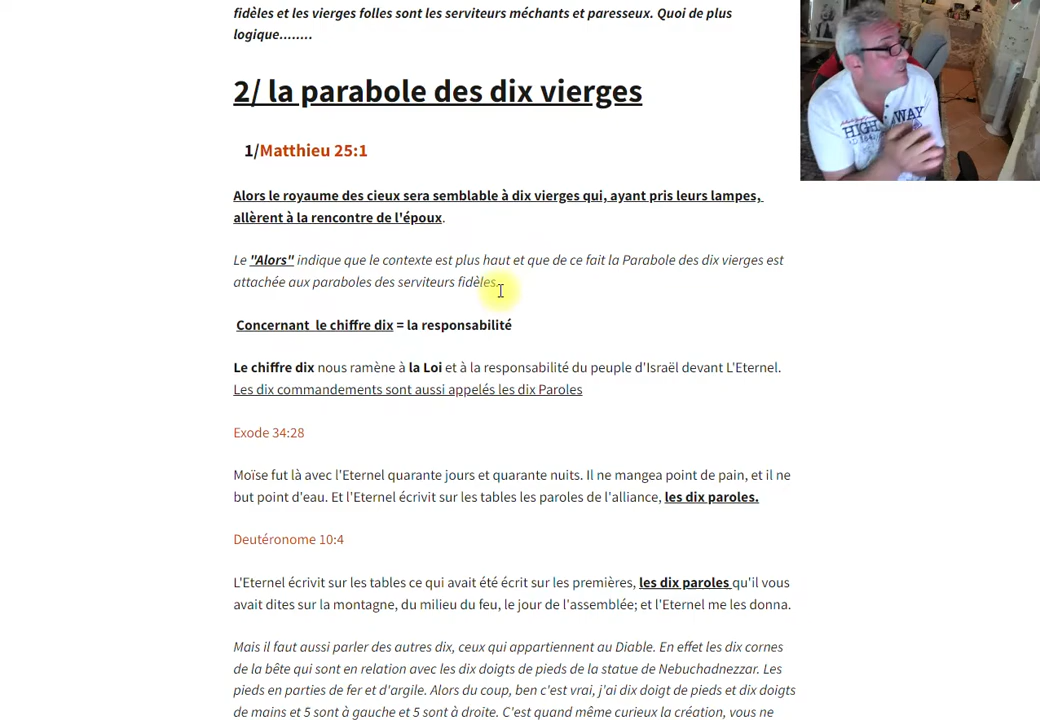 fidèles et les vierges folles sont les serviteurs méchants et paresseux. Quoi de plus
logique........
2/ la parabole des dix vierges
1/Matthieu 25:1
Alors le royaume des cieux sera semblable à dix vierges qui, ayant pris leurs lampes,
allèrent à la rencontre de l'époux.
Le "Alors" indique que le contexte est plus haut et que de ce fait la Parabole des dix vierges est
attachée aux paraboles des serviteurs fidèles.
Concernant le chiffre dix = la responsabilité
Le chiffre dix nous ramène à la Loi et à la responsabilité du peuple d'Israël devant L'Eternel.
Les dix commandements sont aussi appelés les dix Paroles
Exode 34:28
Moïse fut là avec l'Eternel quarante jours et quarante nuits. Il ne mangea point de pain, et il ne
but point d'eau. Et l'Eternel écrivit sur les tables les paroles de l'alliance, les dix paroles.
Deutéronome 10:4
L'Eternel écrivit sur les tables ce qui avait été écrit sur les premières, les dix paroles qu'il vous
avait dites sur la montagne, du milieu du feu, le jour de l'assemblée; et l'Eternel me les donna.
Mais il faut aussi parler des autres dix, ceux qui appartiennent au Diable. En effet les dix cornes
de la bête qui sont en relation avec les dix doigts de pieds de la statue de Nebuchadnezzar. Les
pieds en parties de fer et d'argile. Alors du coup, ben c'est vrai, j'ai dix doigt de pieds et dix doigts
de mains et 5 sont à gauche et 5 sont à droite. C'est quand même curieux la création, vous ne
HIGH WAY